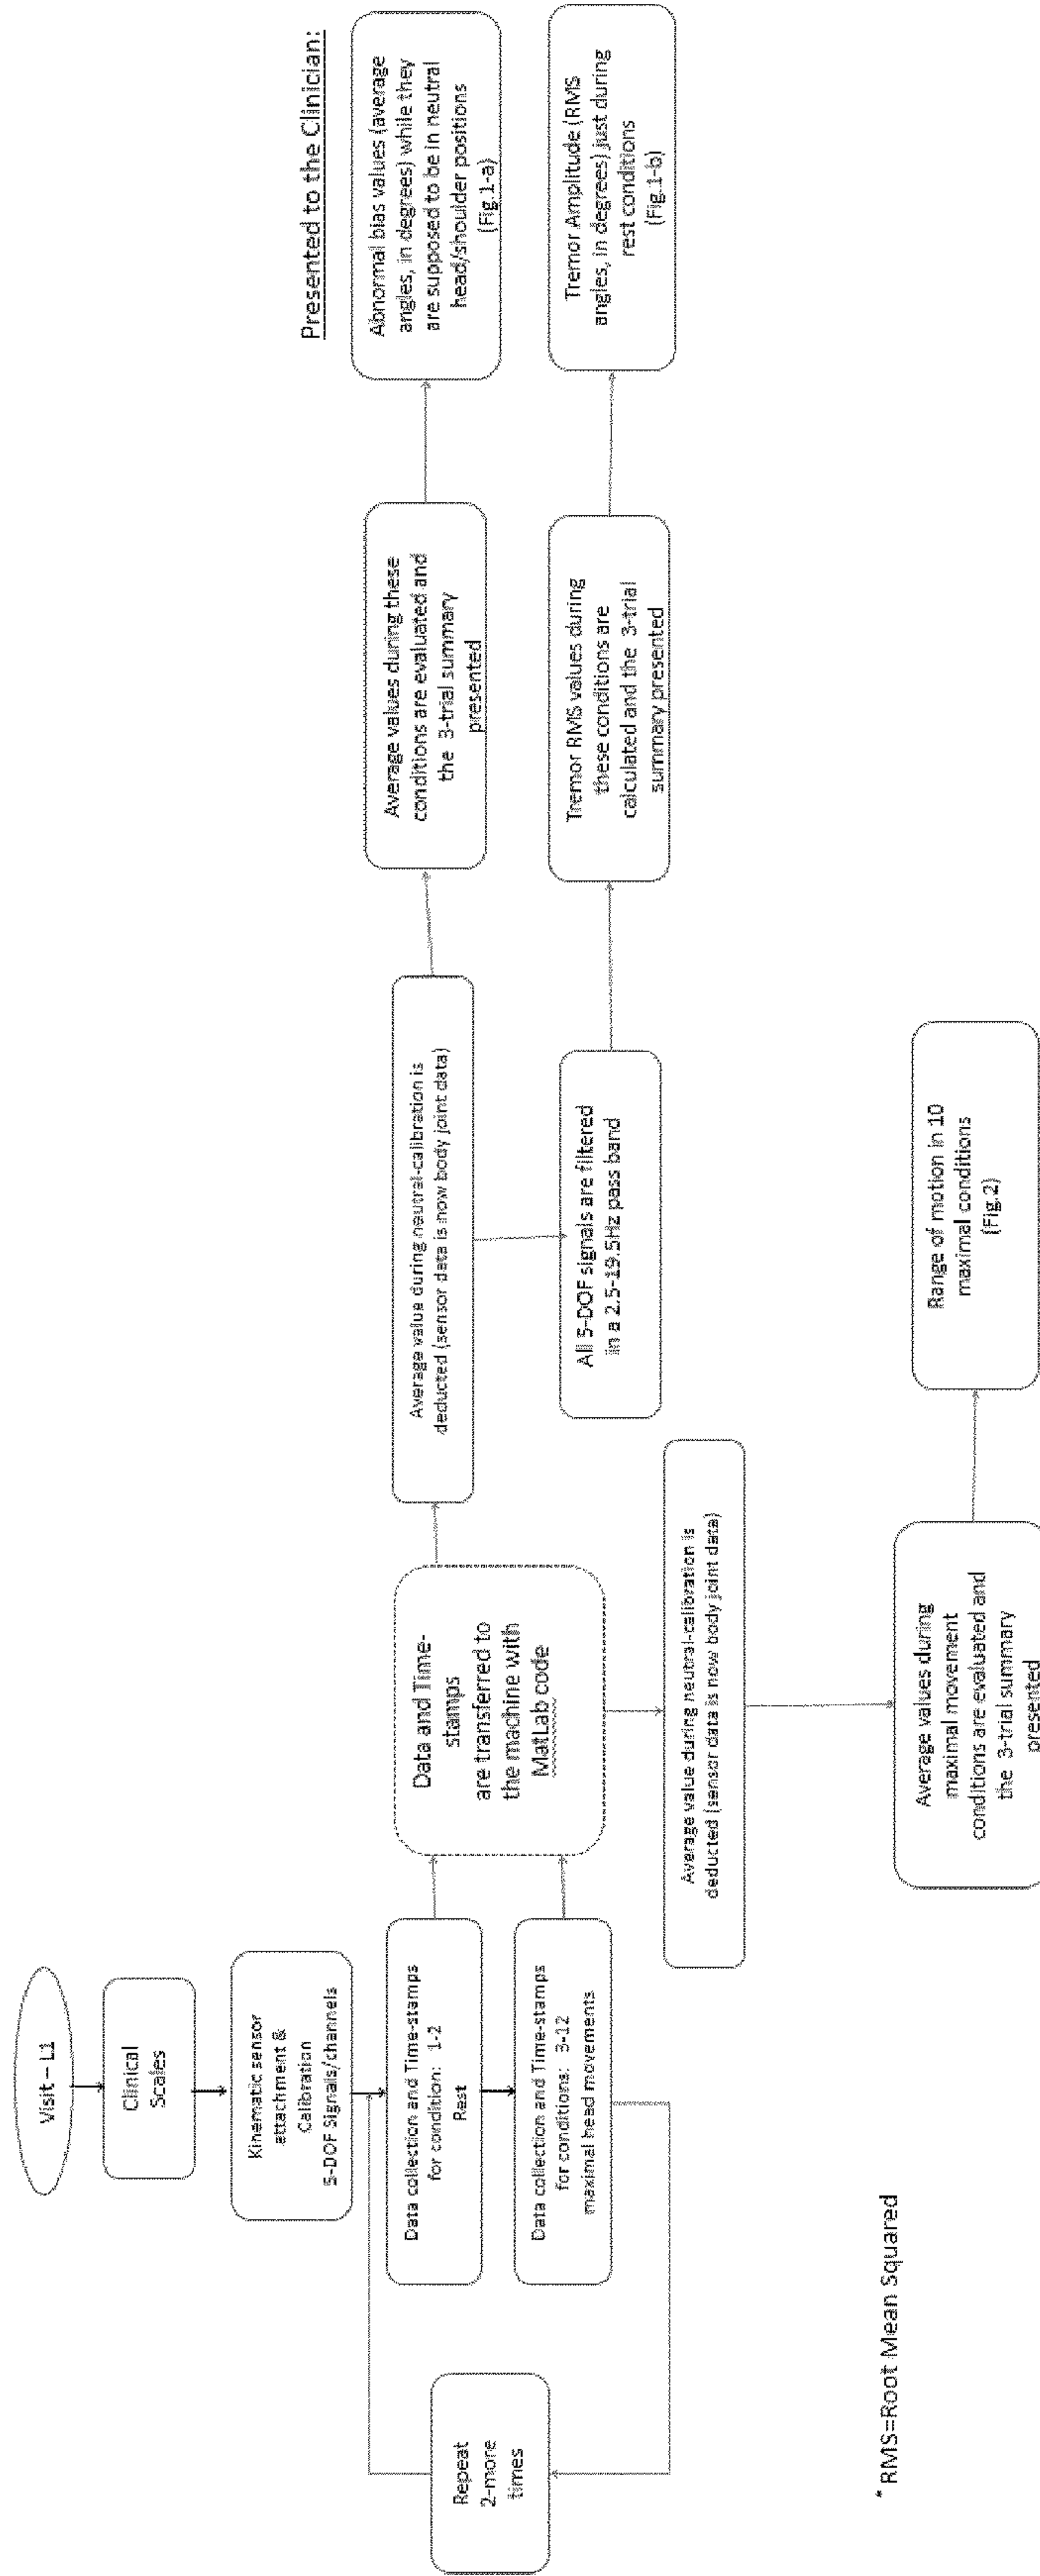 Visit – L1
Clinical
Scales
Kinematic sensor
attachment &
Calibration
5-DOF Signals/channels
Data collection and Time-stamps
for condition: 1-2
Rest
Data collection and Time-stamps
for conditions: 3-12
maximal head movements
Repeat
2-more
times
Data and Time-
stamps
are transferred to
the machine with
MatLab code
Average value during neutral-calibration is
deducted (sensor data is now body joint data)
All 5-DOF signals are filtered
in a 2.5-19.5Hz pass band
Average values during these
conditions are evaluated and
the 3-trial summary
presented
Tremor RMS values during
these conditions are
calculated and the 3-trial
summary presented
Presented to the Clinician:
Abnormal bias values (average
angles, in degrees) while they
are supposed to be in neutral
head/shoulder positions
(Fig.1-a)
Tremor Amplitude (RMS
angles, in degrees) just during
rest conditions
(Fig.1-b)
Average value during neutral-calibration is
deducted (sensor data is now body joint data)
Average values during
maximal movement
conditions are evaluated and
the 3-trial summary
presented
Range of motion in 10
maximal conditions
(Fig.2)
* RMS=Root Mean Squared